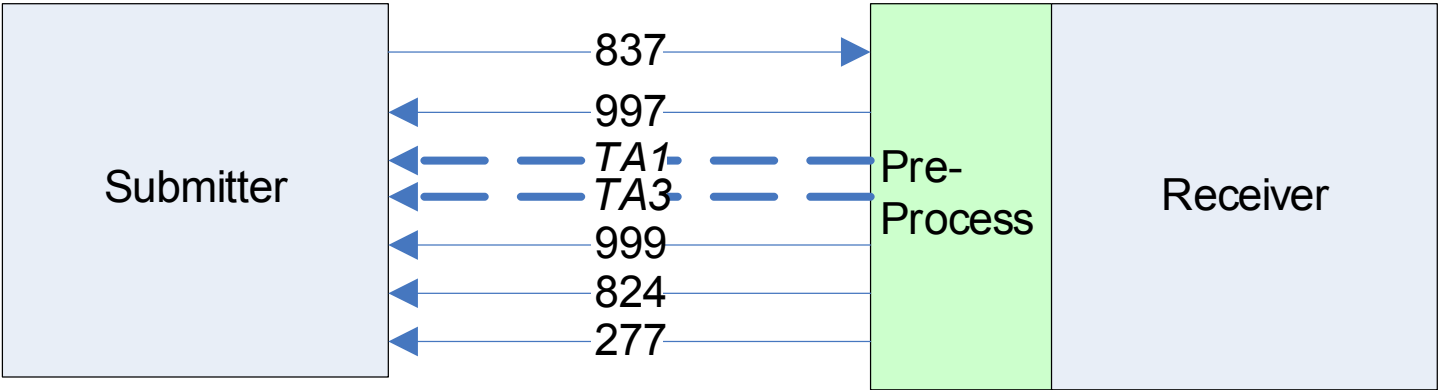 837
997
TA1
TA3
999
824
277
Submitter
Pre-
Process
Receiver